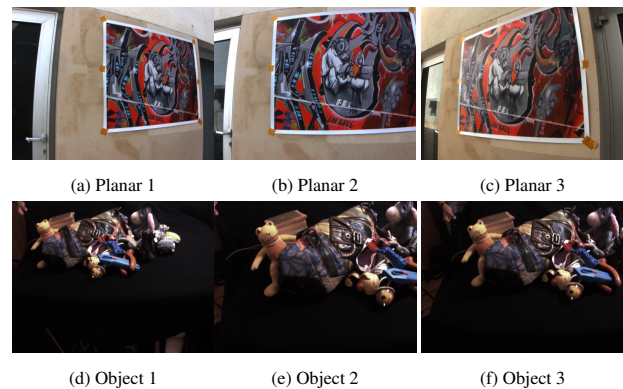 (a) Planar 1
(b) Planar 2
(c) Planar 3
(d) Object 1
(e) Object 2
(f) Object 3